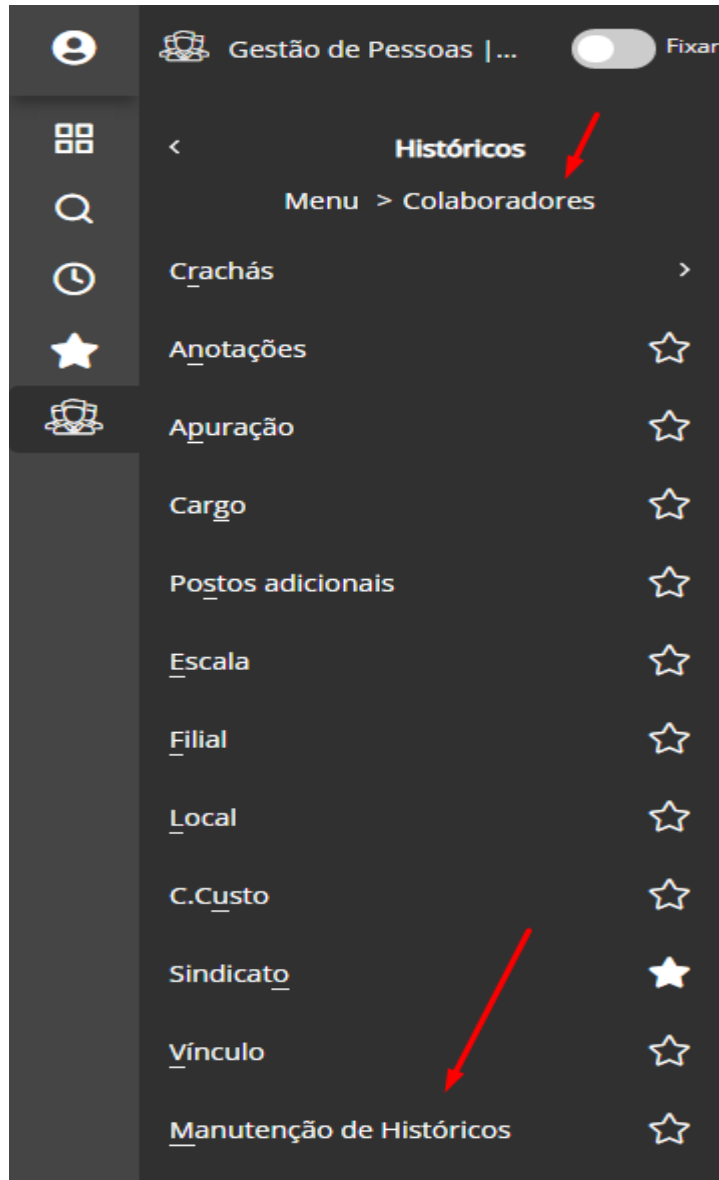 Gestão de Pessoas |... Fixar
< Históricos
Menu > Colaboradores
Crachás >
Anotações
Apuração
Cargo
Postos adicionais
Escala
Filial
Local
C.Custo
Sindicato
Vínculo
Manutenção de Históricos